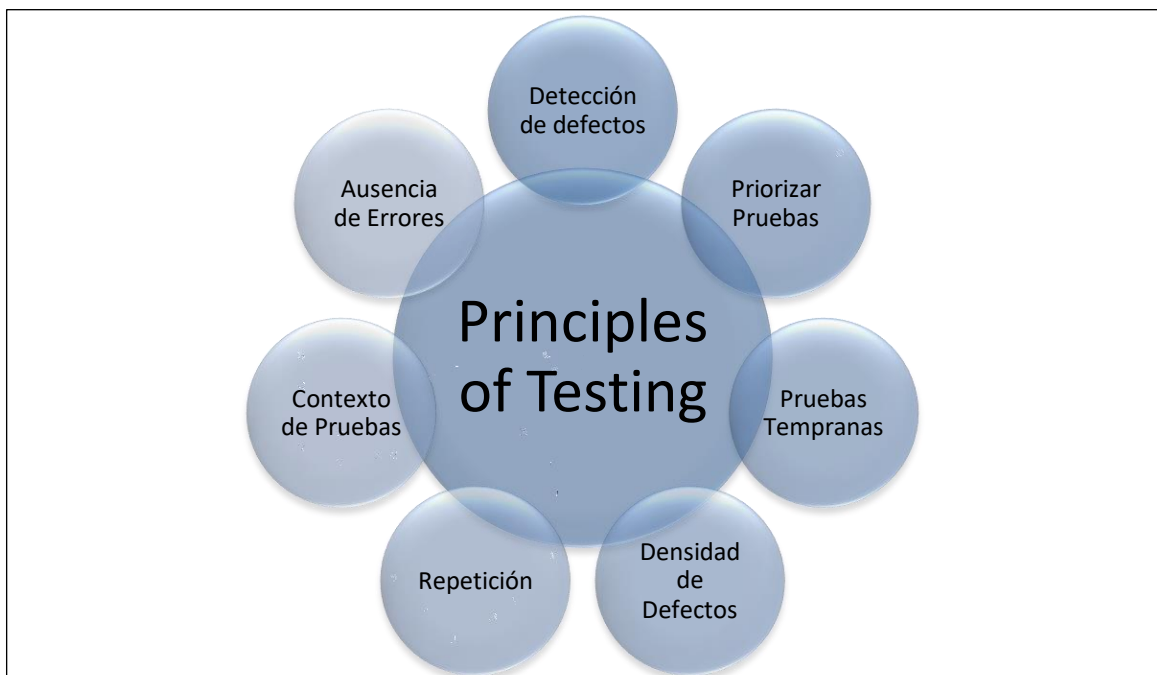 Principles
of Testing
Detección
de defectos
Priorizar
Pruebas
Pruebas
Tempranas
Densidad
de
Defectos
Repetición
Contexto
de Pruebas
Ausencia
de Errores